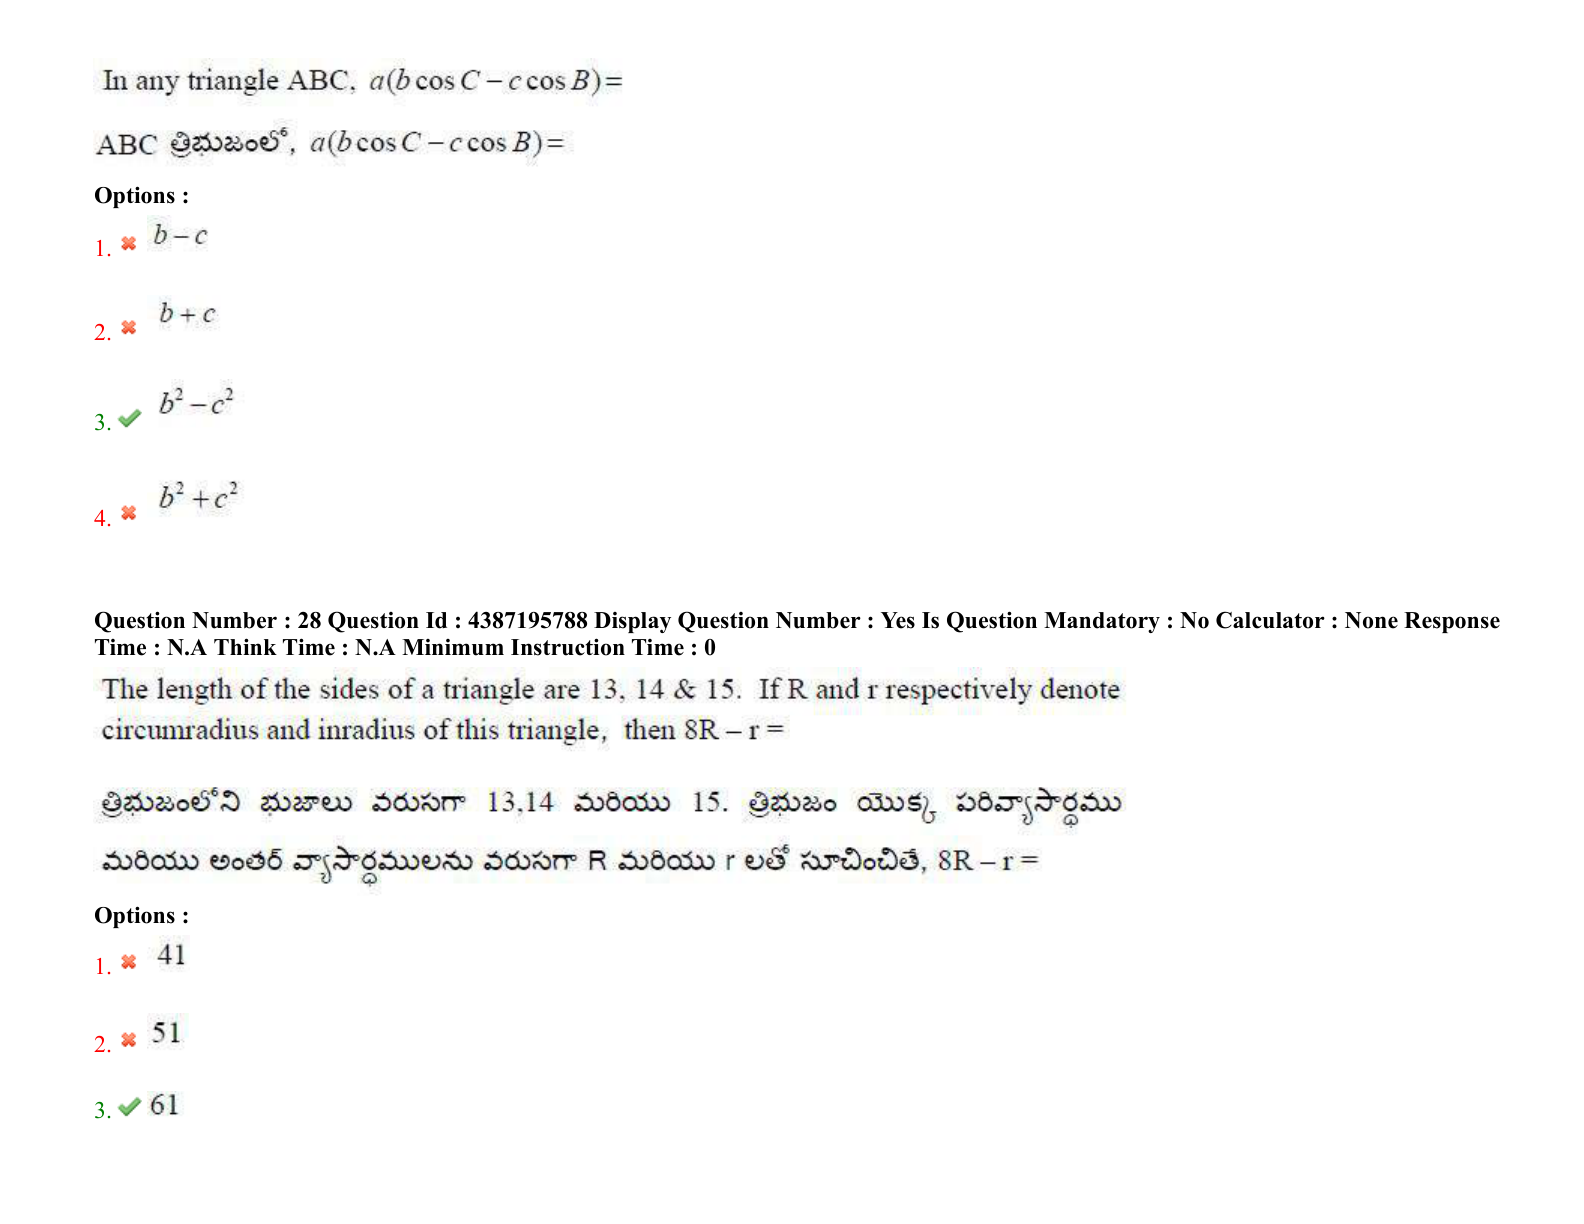 In any triangle ABC, a(b cos C – c cos B)=
ABC త్రిభుజంలో, a(b cos C – c cos B)=
Options :
1. b – c
2. b + c
3. b² – c²
4. b² + c²
Question Number : 28 Question Id : 4387195788 Display Question Number : Yes Is Question Mandatory : No Calculator : None Response
Time : N.A Think Time : N.A Minimum Instruction Time : 0
The length of the sides of a triangle are 13, 14 & 15. If R and r respectively denote
circumradius and inradius of this triangle, then 8R – r =
త్రిభుజంలోని భుజాలు వరుసగా 13,14 మరియు 15. త్రిభుజం యొక్క పరివ్యాసార్ధము
మరియు అంతర్ వ్యాసార్ధములను వరుసగా R మరియు r లతో సూచించితే, 8R – r =
Options :
1. 41
2. 51
3. 61